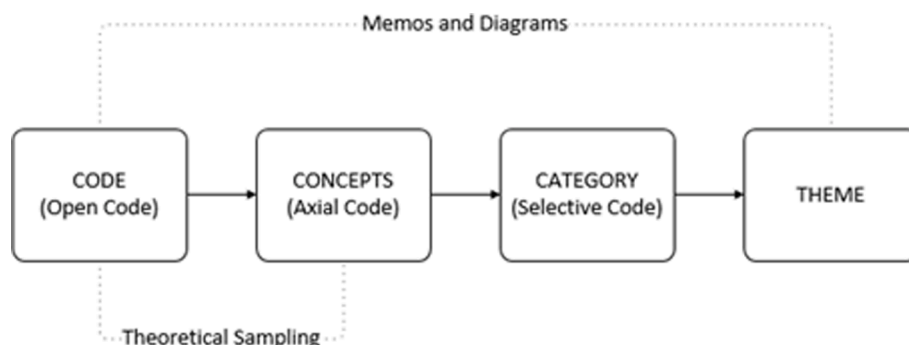 Memos and Diagrams
CODE
(Open Code)
CONCEPTS
(Axial Code)
CATEGORY
(Selective Code)
THEME
Theoretical Sampling